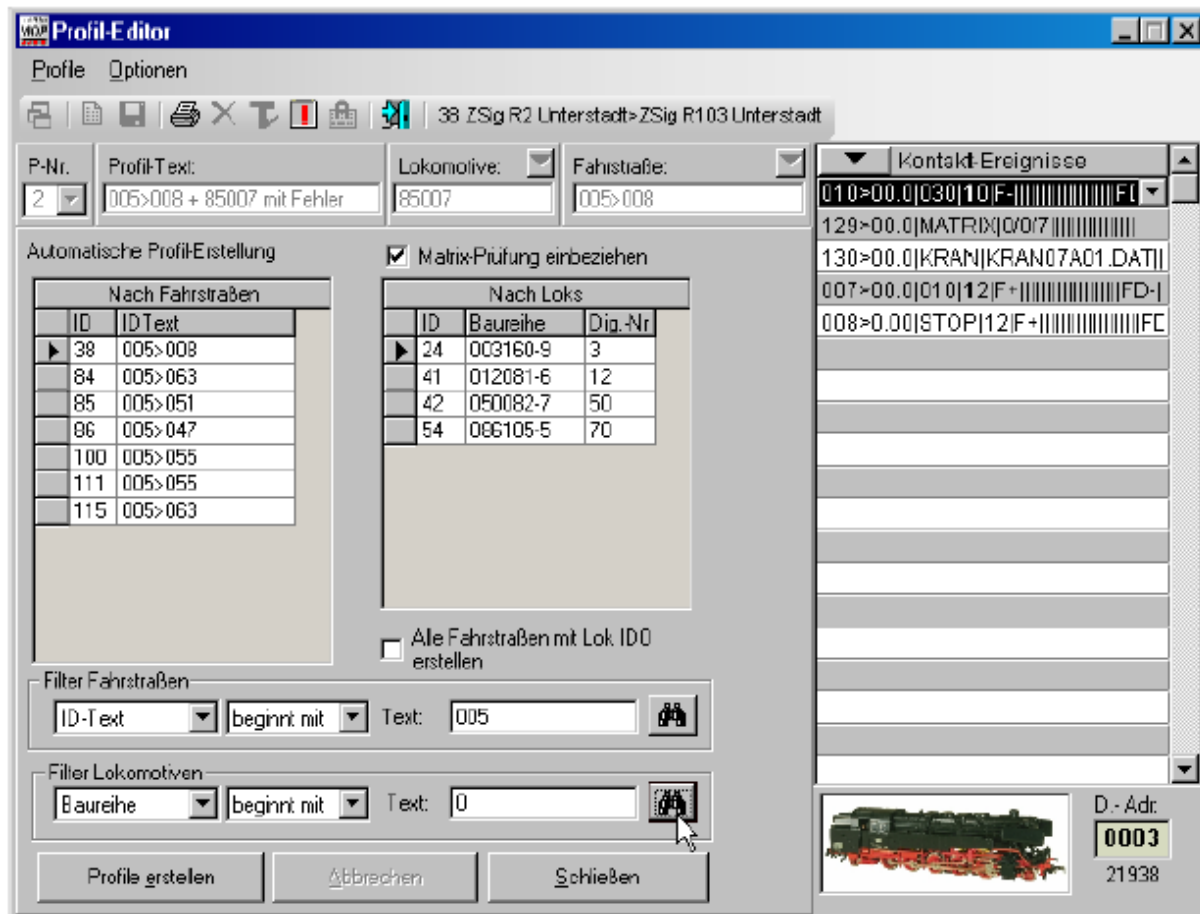 Profil-Editor
Profile Optionen
38 ZSig R2 Unterstadt>ZSig R103 Unterstadt
P-Nr. Profil-Text: Lokomotive: Fahrstraße:
2 005>008 + 85007 mit Fehler 85007 005>008
Automatische Profil-Erstellung
Matrix-Prüfung einbeziehen
Nach Fahrstraßen
ID IDText
38 005>008
84 005>063
85 005>051
86 005>047
100 005>055
111 005>055
115 005>063
Nach Loks
ID Baureihe Dig.-Nr
24 003160-9 3
41 012081-6 12
42 050082-7 50
54 086105-5 70
Alle Fahrstraßen mit Lok ID0
erstellen
Filter Fahrstraßen
ID-Text beginnt mit Text: 005
Filter Lokomotiven
Baureihe beginnt mit Text: 0
Profile erstellen Abbrechen Schließen
Kontakt-Ereignisse
010>00.0|030|10|F-||||||||||||||||||FD
129>00.0|MATRIX|0/0/7|||||||||||||||
130>00.0|KRAN|KRAN07A01.DAT||
007>00.0|010|12|F+||||||||||||||||||FD-|
008>0.00|STOP|12|F+||||||||||||||||||FD
D.- Adr.
0003
21938